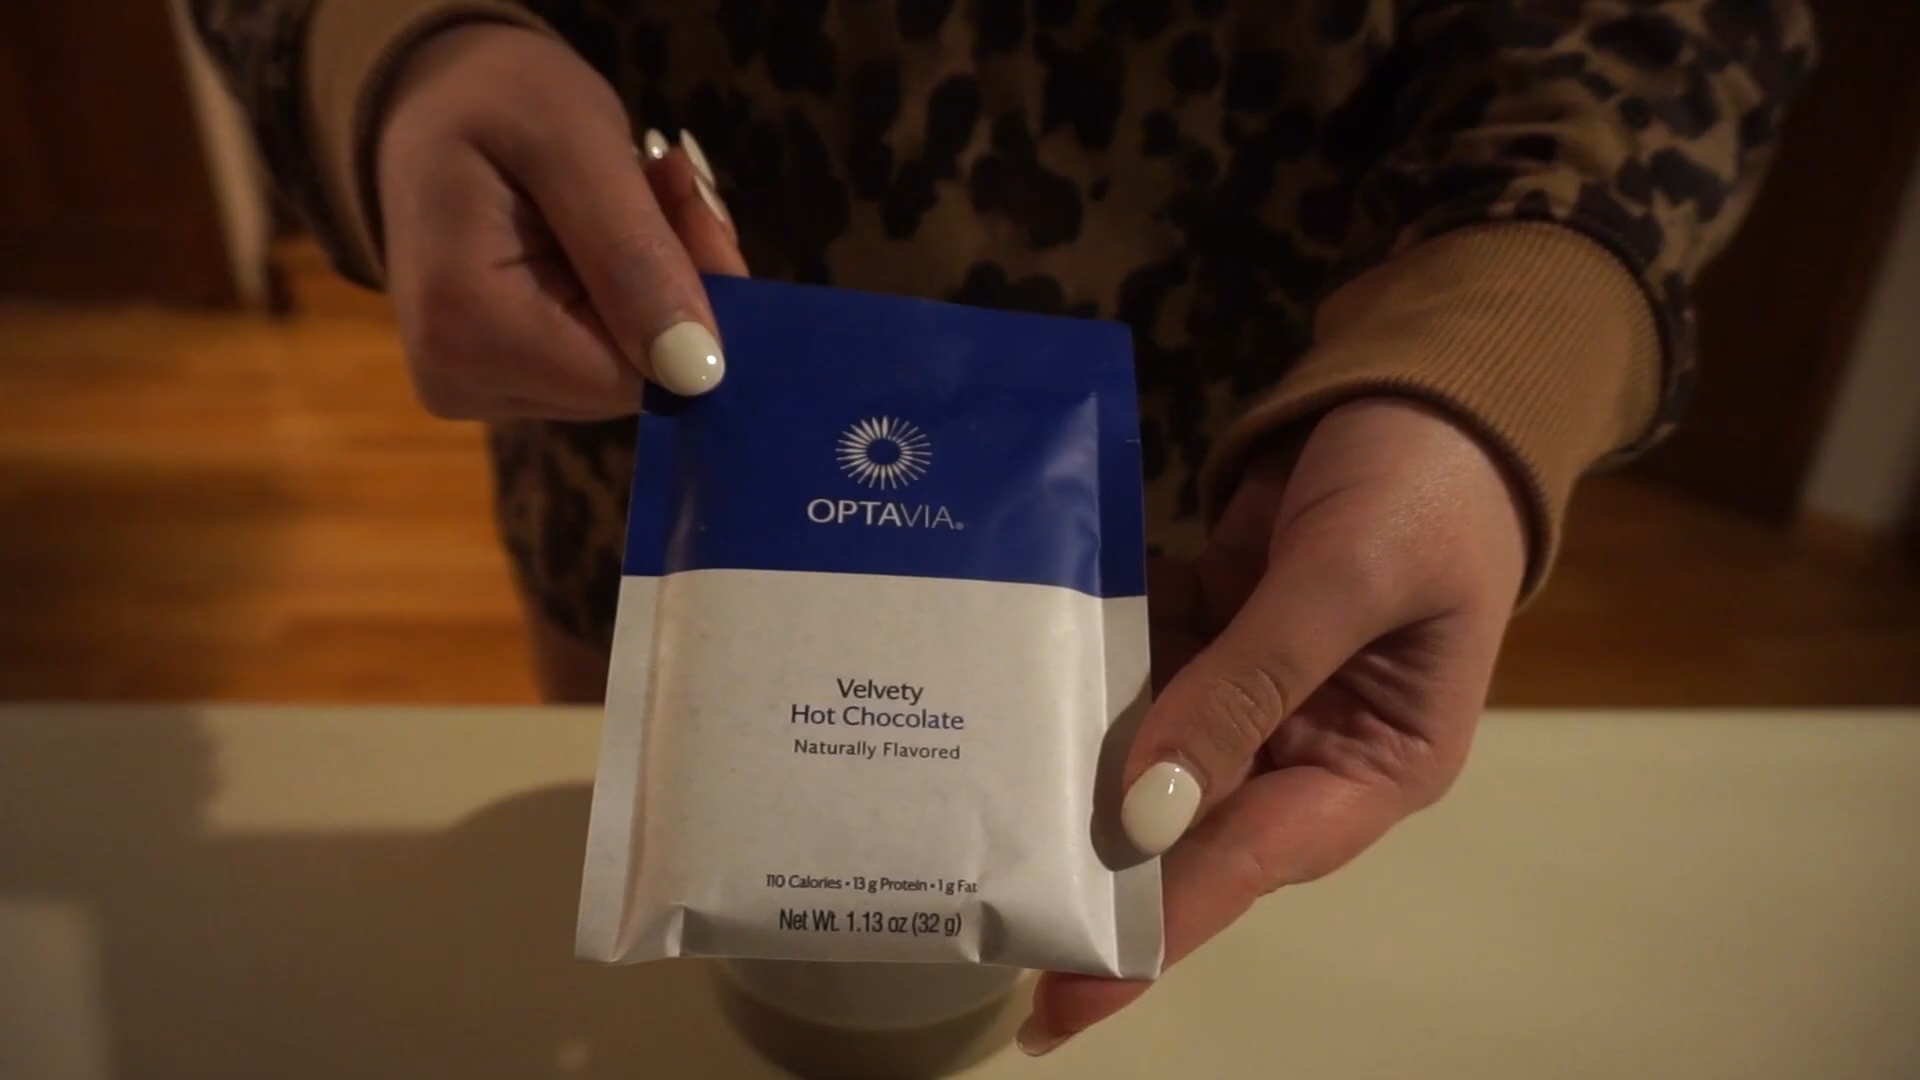 OPTAVIA®
Velvety
Hot Chocolate
Naturally Flavored
110 Calories • 13 g Protein • 1 g Fat
Net Wt. 1.13 oz (32 g)